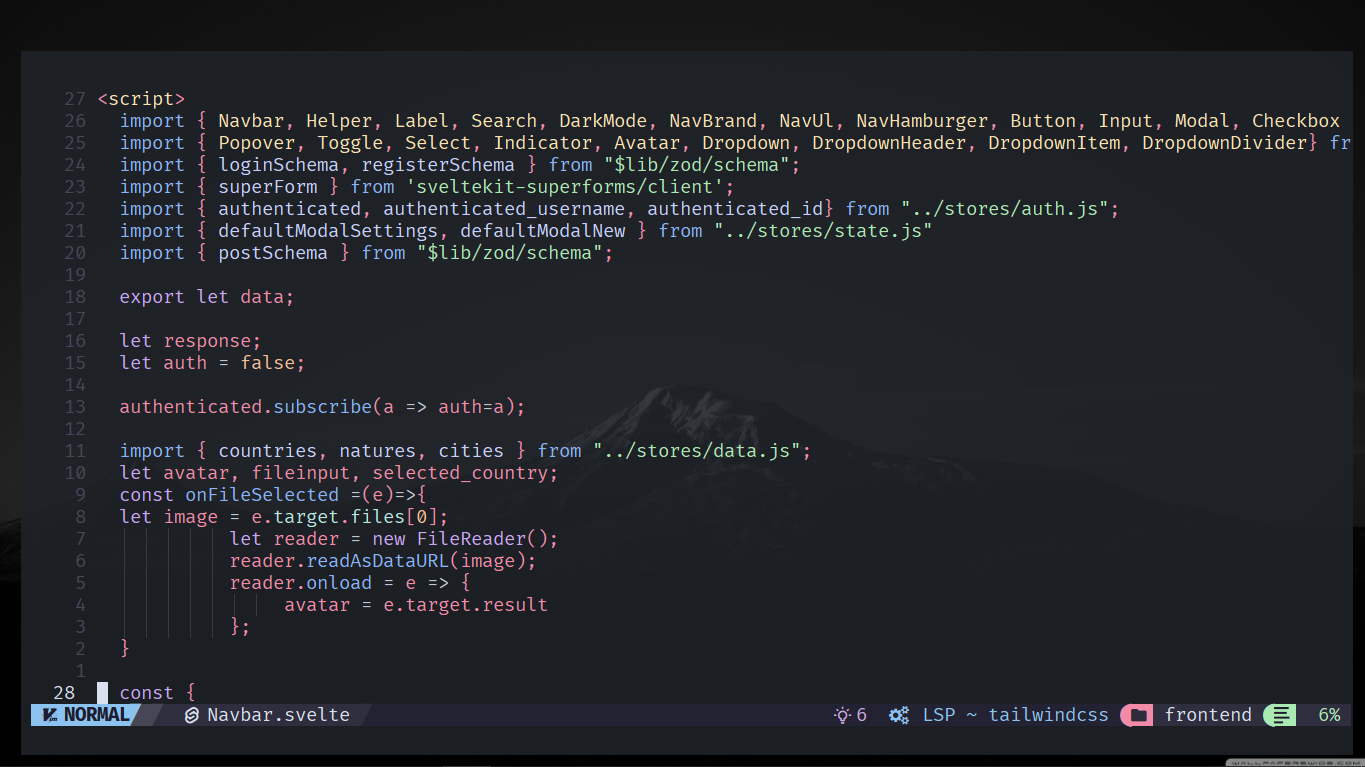 27 <script>
26 import { Navbar, Helper, Label, Search, DarkMode, NavBrand, NavUl, NavHamburger, Button, Input, Modal, Checkbox
25 import { Popover, Toggle, Select, Indicator, Avatar, Dropdown, DropdownHeader, DropdownItem, DropdownDivider} fr
24 import { loginSchema, registerSchema } from "$lib/zod/schema";
23 import { superForm } from 'sveltekit-superforms/client';
22 import { authenticated, authenticated_username, authenticated_id} from "../stores/auth.js";
21 import { defaultModalSettings, defaultModalNew } from "../stores/state.js"
20 import { postSchema } from "$lib/zod/schema";
19
18 export let data;
17
16 let response;
15 let auth = false;
14
13 authenticated.subscribe(a => auth=a);
12
11 import { countries, natures, cities } from "../stores/data.js";
10 let avatar, fileinput, selected_country;
9 const onFileSelected =(e)=>{
8 let image = e.target.files[0];
7 let reader = new FileReader();
6 reader.readAsDataURL(image);
5 reader.onload = e => {
4 avatar = e.target.result
3 };
2 }
1
28 const {
NORMAL Navbar.svelte 6 LSP ~ tailwindcss frontend 6%
WALLPAPERSWIDE.COM